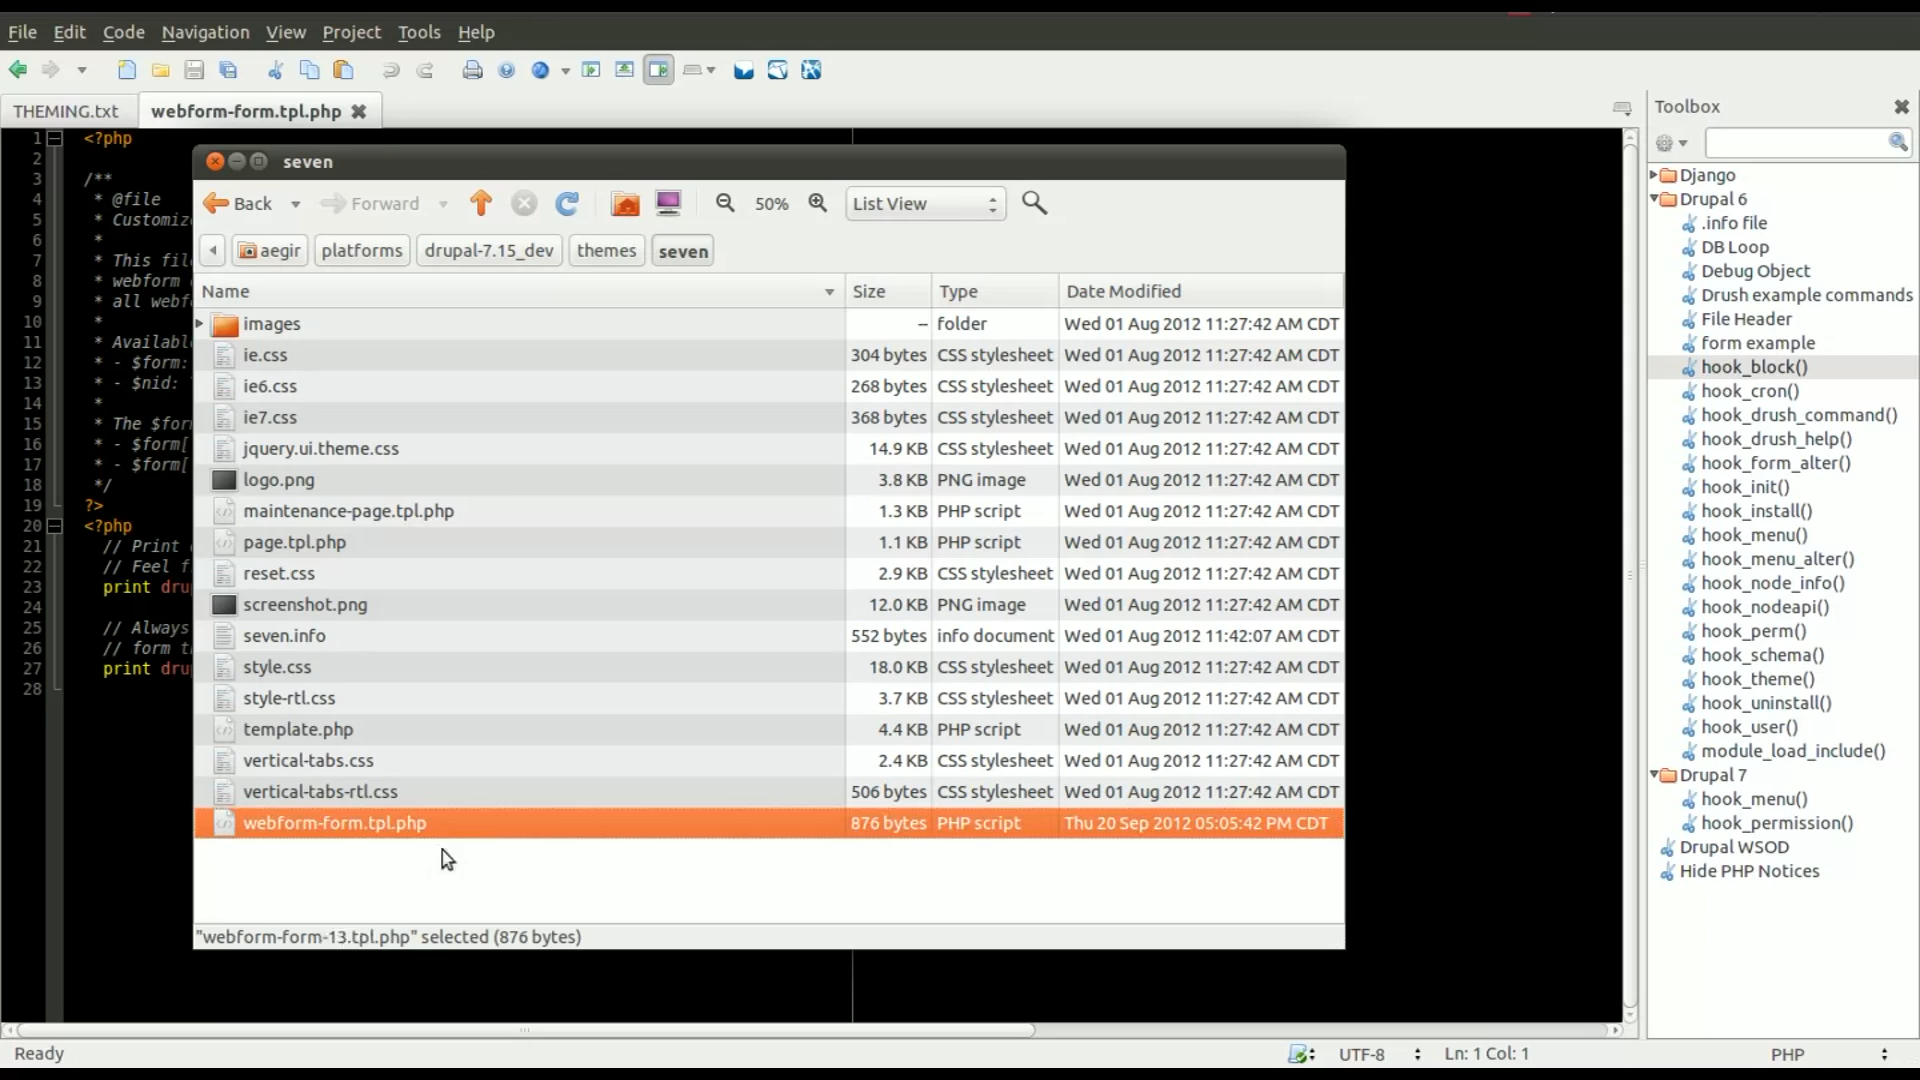 File Edit Code Navigation View Project Tools Help
THEMING.txt webform-form.tpl.php
1 <?php
2
3 /**
4 * @file
5 * Customiz
6 *
7 * This fil
8 * webform
9 * all webf
10 *
11 * Availabl
12 * - $form:
13 * - $nid:
14 *
15 * The $for
16 * - $form[
17 * - $form[
18 */
19 ?>
20 <?php
21 // Print
22 // Feel f
23 print dru
24
25 // Always
26 // form t
27 print dru
28
seven
Back Forward 50% List View
aegir platforms drupal-7.15_dev themes seven
Name Size Type Date Modified
images -- folder Wed 01 Aug 2012 11:27:42 AM CDT
ie.css 304 bytes CSS stylesheet Wed 01 Aug 2012 11:27:42 AM CDT
ie6.css 268 bytes CSS stylesheet Wed 01 Aug 2012 11:27:42 AM CDT
ie7.css 368 bytes CSS stylesheet Wed 01 Aug 2012 11:27:42 AM CDT
jquery.ui.theme.css 14.9 KB CSS stylesheet Wed 01 Aug 2012 11:27:42 AM CDT
logo.png 3.8 KB PNG image Wed 01 Aug 2012 11:27:42 AM CDT
maintenance-page.tpl.php 1.3 KB PHP script Wed 01 Aug 2012 11:27:42 AM CDT
page.tpl.php 1.1 KB PHP script Wed 01 Aug 2012 11:27:42 AM CDT
reset.css 2.9 KB CSS stylesheet Wed 01 Aug 2012 11:27:42 AM CDT
screenshot.png 12.0 KB PNG image Wed 01 Aug 2012 11:27:42 AM CDT
seven.info 552 bytes info document Wed 01 Aug 2012 11:42:07 AM CDT
style.css 18.0 KB CSS stylesheet Wed 01 Aug 2012 11:27:42 AM CDT
style-rtl.css 3.7 KB CSS stylesheet Wed 01 Aug 2012 11:27:42 AM CDT
template.php 4.4 KB PHP script Wed 01 Aug 2012 11:27:42 AM CDT
vertical-tabs.css 2.4 KB CSS stylesheet Wed 01 Aug 2012 11:27:42 AM CDT
vertical-tabs-rtl.css 506 bytes CSS stylesheet Wed 01 Aug 2012 11:27:42 AM CDT
webform-form.tpl.php 876 bytes PHP script Thu 20 Sep 2012 05:05:42 PM CDT
"webform-form-13.tpl.php" selected (876 bytes)
Toolbox
Django
Drupal 6
.info file
DB Loop
Debug Object
Drush example commands
File Header
form example
hook_block()
hook_cron()
hook_drush_command()
hook_drush_help()
hook_form_alter()
hook_init()
hook_install()
hook_menu()
hook_menu_alter()
hook_node_info()
hook_nodeapi()
hook_perm()
hook_schema()
hook_theme()
hook_uninstall()
hook_user()
module_load_include()
Drupal 7
hook_menu()
hook_permission()
Drupal WSOD
Hide PHP Notices
Ready UTF-8 Ln: 1 Col: 1 PHP